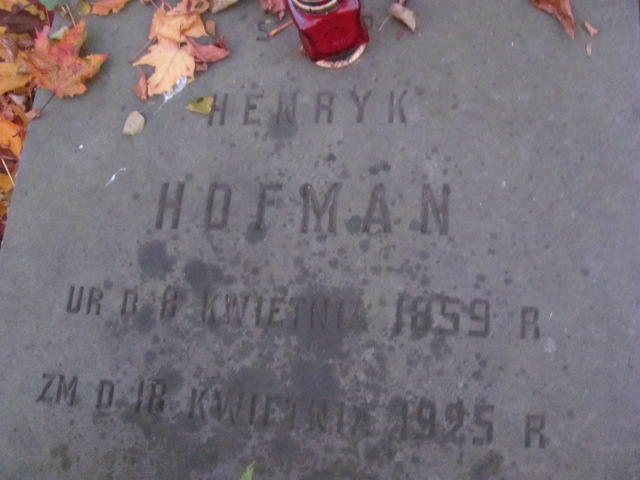 HENRYK
HOFMAN
UR D 8 KWIETNIA 1859 R
ZM D 18 KWIETNIA 1925 R